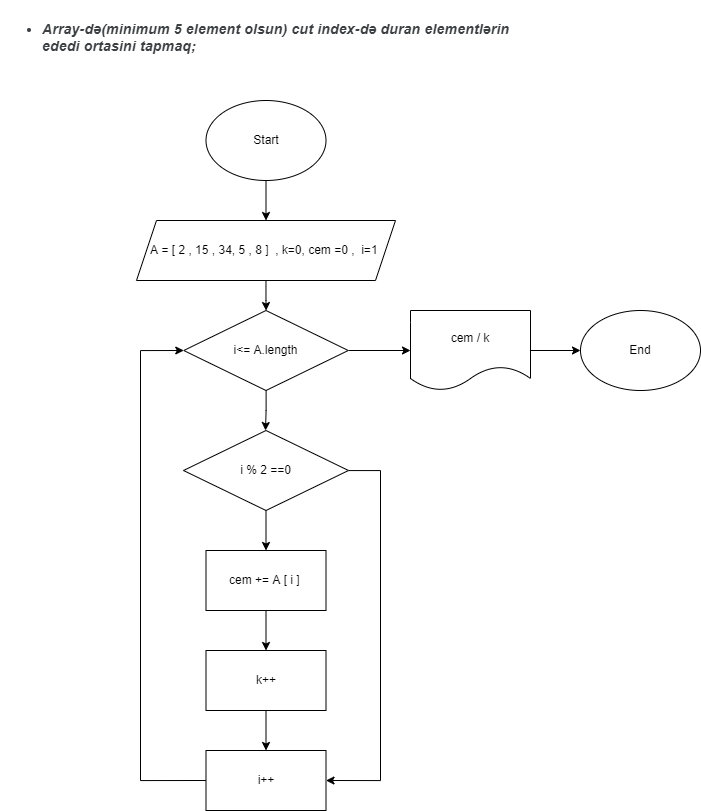 Array-də(minimum 5 element olsun) cut index-də duran elementlərin
ededi ortasini tapmaq;
Start
A = [ 2 , 15 , 34, 5 , 8 ] , k=0, cem =0 , i=1
i<= A.length
cem / k
End
i % 2 ==0
cem += A [ i ]
k++
i++